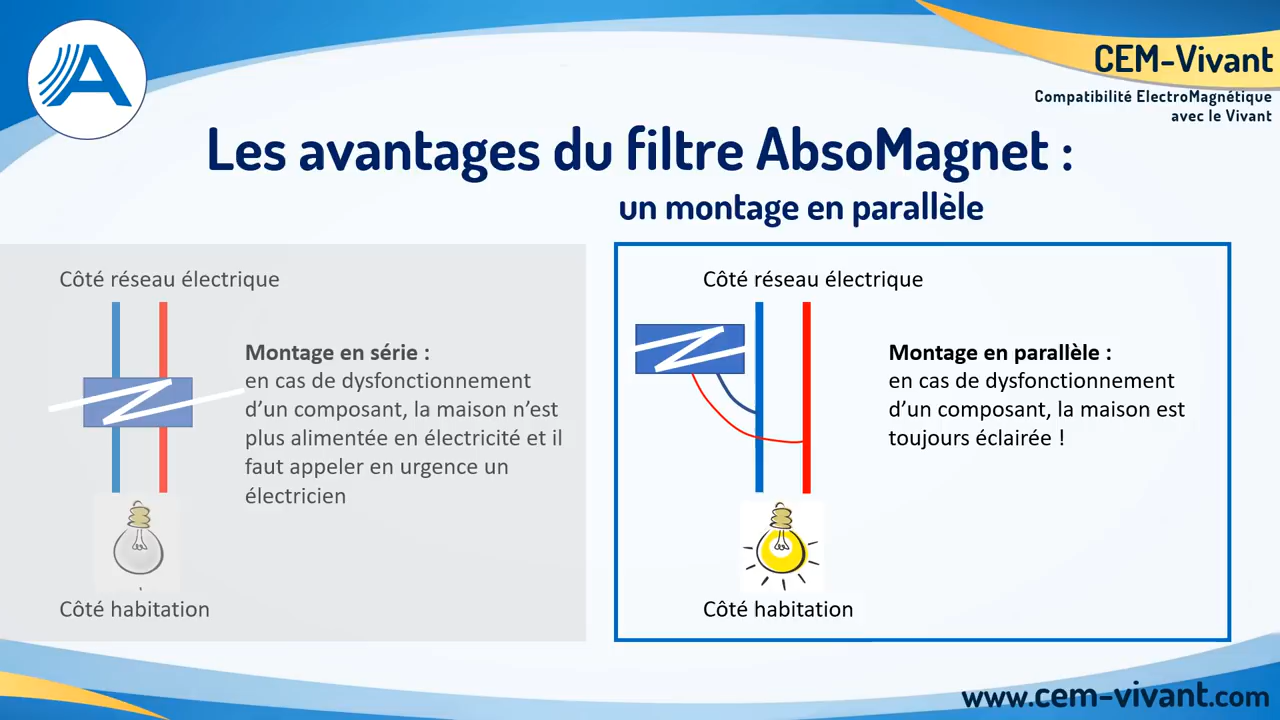 CEM-Vivant
Compatibilité ElectroMagnétique
avec le Vivant
Les avantages du filtre AbsoMagnet :
un montage en parallèle
Côté réseau électrique
Montage en série :
en cas de dysfonctionnement
d’un composant, la maison n’est
plus alimentée en électricité et il
faut appeler en urgence un
électricien
Côté habitation
Côté réseau électrique
Montage en parallèle :
en cas de dysfonctionnement
d’un composant, la maison est
toujours éclairée !
Côté habitation
www.cem-vivant.com